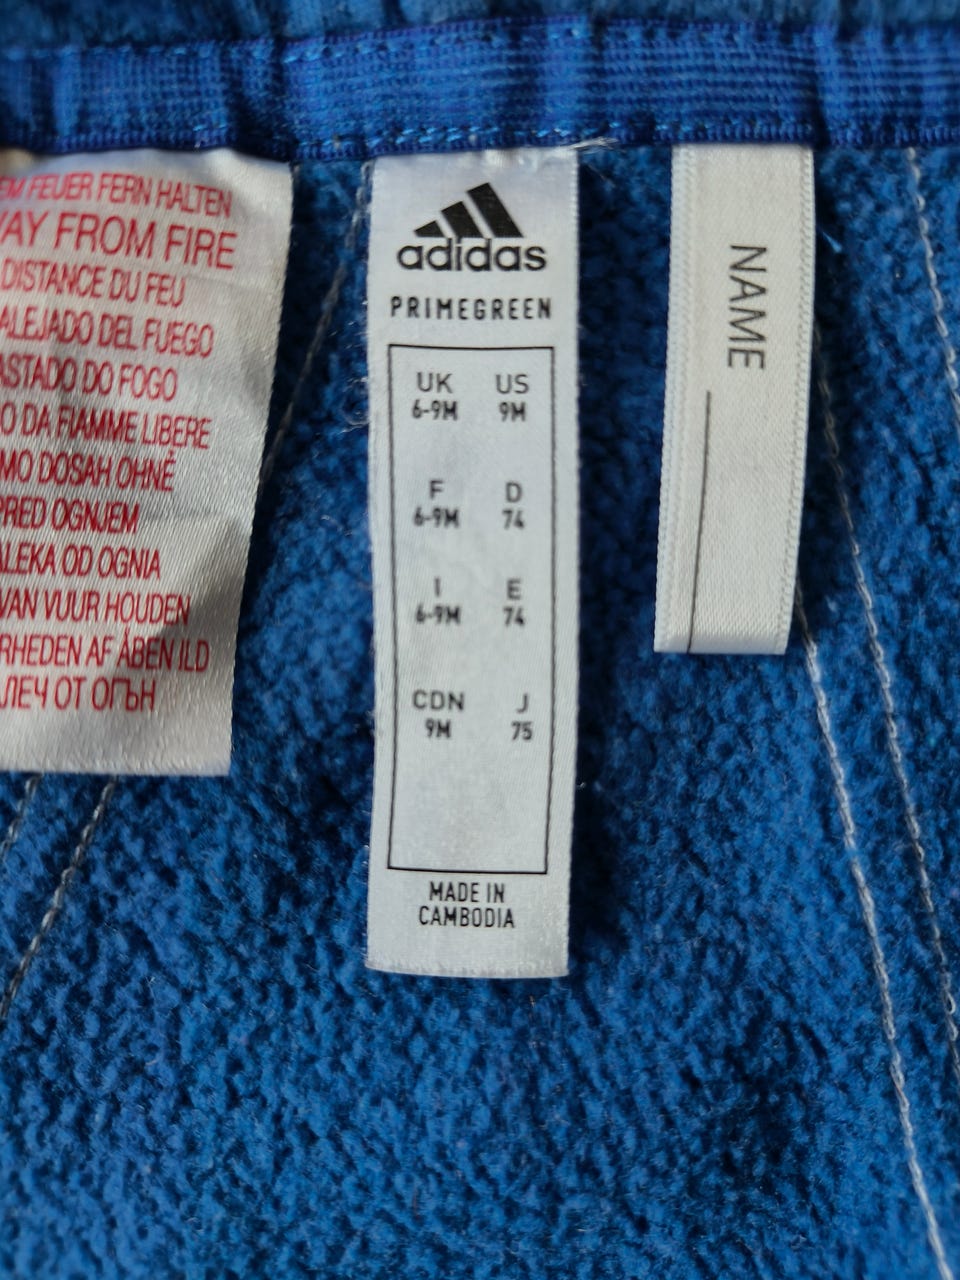 EM FEUER FERN HALTEN
WAY FROM FIRE
DISTANCE DU FEU
ALEJADO DEL FUEGO
ASTADO DO FOGO
O DA FIAMME LIBERE
MO DOSAH OHNĚ
PRED OGNJEM
ALEKA OD OGNIA
VAN VUUR HOUDEN
RHEDEN AF ÅBEN ILD
ДАЛЕЧ ОТ ОГЪН
adidas
PRIMEGREEN
UK US
6-9M 9M
F D
6-9M 74
I E
6-9M 74
CDN J
9M 75
MADE IN
CAMBODIA
NAME